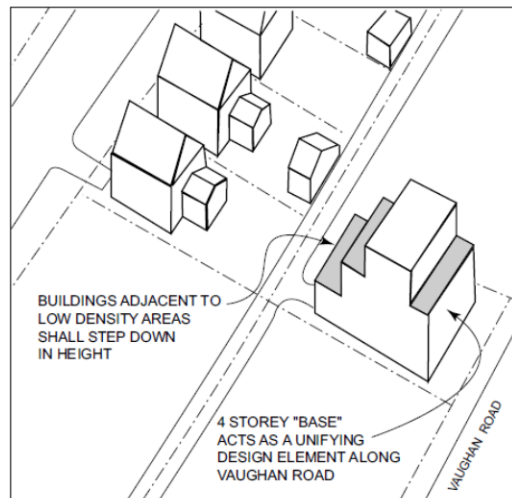 BUILDINGS ADJACENT TO
LOW DENSITY AREAS
SHALL STEP DOWN
IN HEIGHT
4 STOREY "BASE"
ACTS AS A UNIFYING
DESIGN ELEMENT ALONG
VAUGHAN ROAD
VAUGHAN ROAD